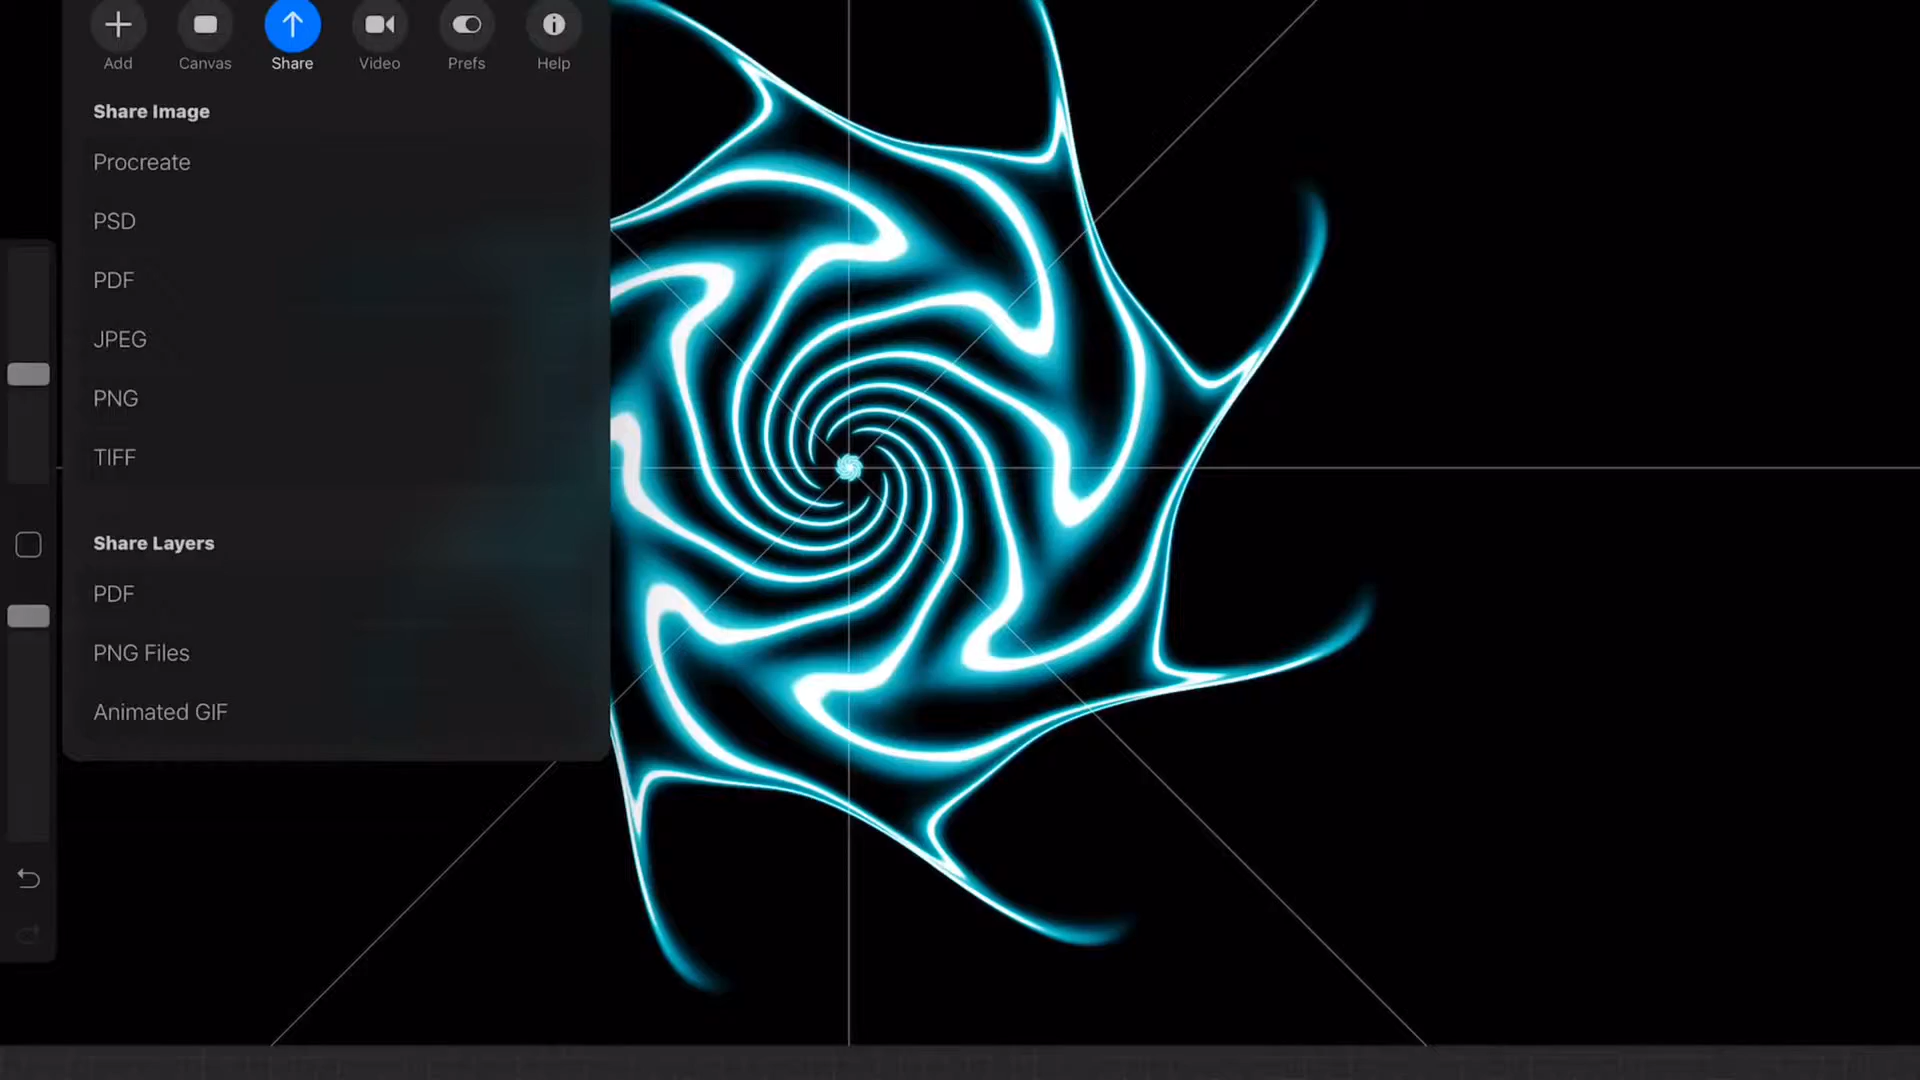 Add Canvas Share Video Prefs Help
Share Image
Procreate
PSD
PDF
JPEG
PNG
TIFF
Share Layers
PDF
PNG Files
Animated GIF